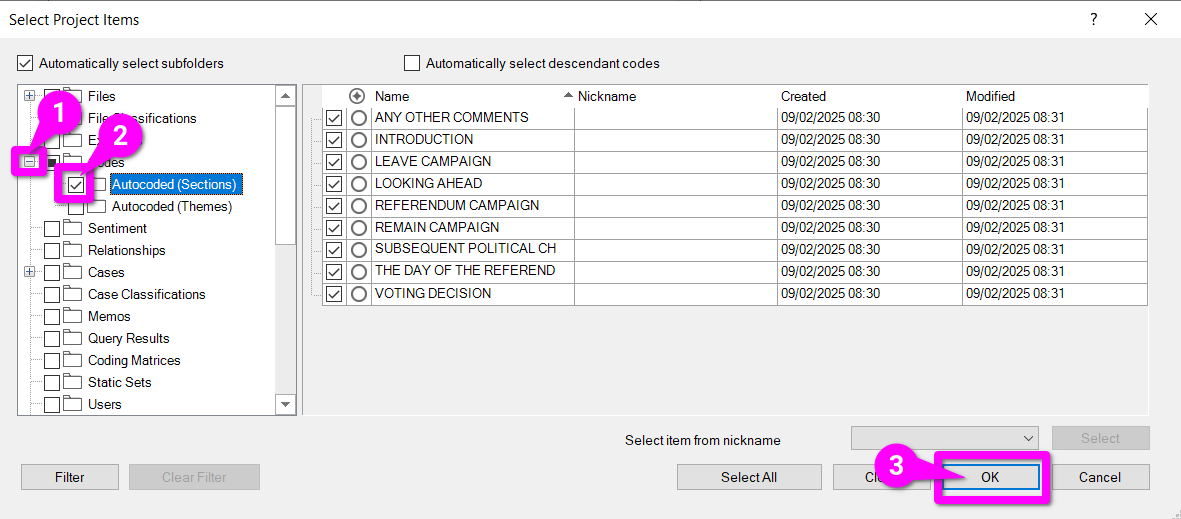 Select Project Items
?
Automatically select subfolders
Automatically select descendant codes
Files
File Classifications
Codes
Autocoded (Sections)
Autocoded (Themes)
Sentiment
Relationships
Cases
Case Classifications
Memos
Query Results
Coding Matrices
Static Sets
Users
1
2
Name Nickname Created Modified
ANY OTHER COMMENTS 09/02/2025 08:30 09/02/2025 08:31
INTRODUCTION 09/02/2025 08:30 09/02/2025 08:31
LEAVE CAMPAIGN 09/02/2025 08:30 09/02/2025 08:31
LOOKING AHEAD 09/02/2025 08:30 09/02/2025 08:31
REFERENDUM CAMPAIGN 09/02/2025 08:30 09/02/2025 08:31
REMAIN CAMPAIGN 09/02/2025 08:30 09/02/2025 08:31
SUBSEQUENT POLITICAL CH 09/02/2025 08:30 09/02/2025 08:31
THE DAY OF THE REFEREND 09/02/2025 08:30 09/02/2025 08:31
VOTING DECISION 09/02/2025 08:30 09/02/2025 08:31
Select item from nickname
Select
Filter
Clear Filter
Select All
3
OK
Cancel